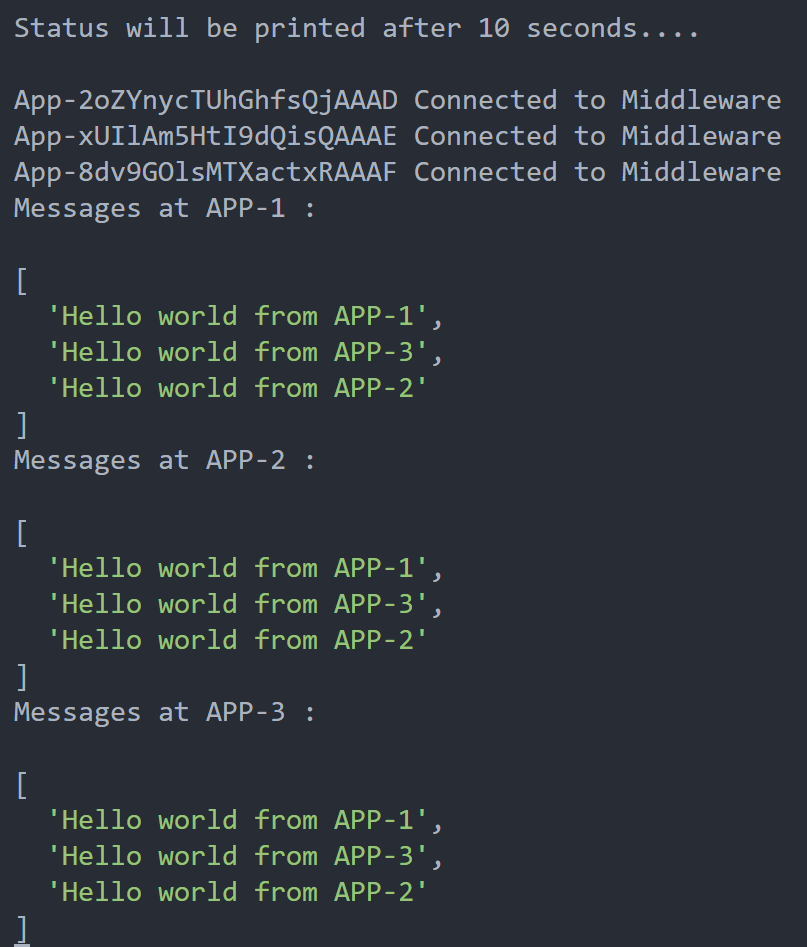 Status will be printed after 10 seconds....
App-2oZYnycTUhGhfsQjAAAD Connected to Middleware
App-xUIlAm5HtI9dQisQAAAE Connected to Middleware
App-8dv9GOlsMTXactxRAAAF Connected to Middleware
Messages at APP-1 :
[
  'Hello world from APP-1',
  'Hello world from APP-3',
  'Hello world from APP-2'
]
Messages at APP-2 :
[
  'Hello world from APP-1',
  'Hello world from APP-3',
  'Hello world from APP-2'
]
Messages at APP-3 :
[
  'Hello world from APP-1',
  'Hello world from APP-3',
  'Hello world from APP-2'
]